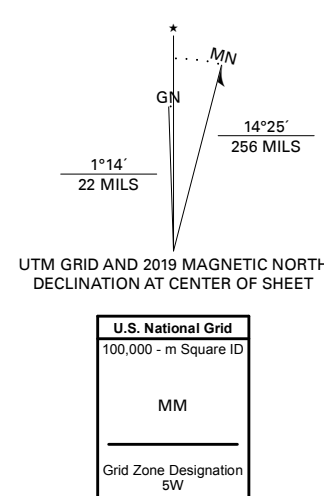 ★
MN
GN
14°25´
256 MILS
1°14´
22 MILS
UTM GRID AND 2019 MAGNETIC NORTH
DECLINATION AT CENTER OF SHEET
U.S. National Grid
100,000 - m Square ID
MM
Grid Zone Designation
5W